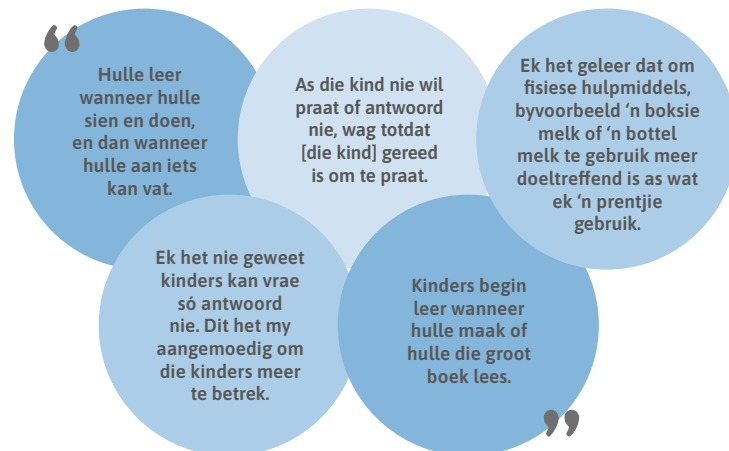 “
Hulle leer
wanneer hulle
sien en doen,
en dan wanneer
hulle aan iets
kan vat.
As die kind nie wil
praat of antwoord
nie, wag totdat
[die kind] gereed
is om te praat.
Ek het geleer dat om
fisiese hulpmiddels,
byvoorbeeld ‘n boksie
melk of ‘n bottel
melk te gebruik meer
doeltreffend is as wat
ek ‘n prentjie
gebruik.
Ek het nie geweet
kinders kan vrae
só antwoord
nie. Dit het my
aangemoedig om
die kinders meer
te betrek.
Kinders begin
leer wanneer
hulle maak of
hulle die groot
boek lees.
”